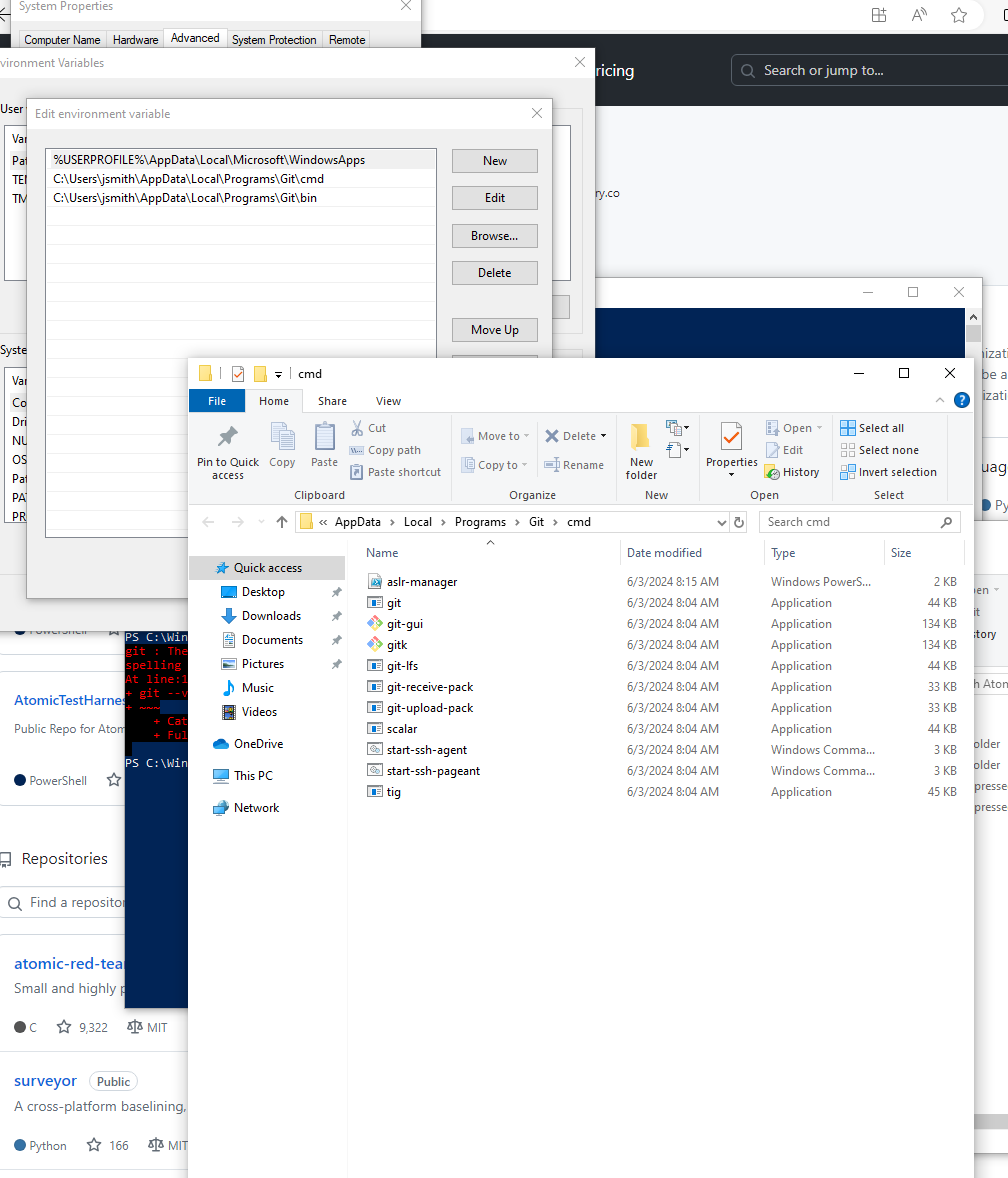 System Properties
Computer Name Hardware Advanced System Protection Remote
vironment Variables
ricing
Search or jump to...
User
Edit environment variable
Va
Pat
TE
TM
%USERPROFILE%\AppData\Local\Microsoft\WindowsApps
C:\Users\jsmith\AppData\Local\Programs\Git\cmd
C:\Users\jsmith\AppData\Local\Programs\Git\bin
New
Edit
Browse...
Delete
Move Up
ry.co
Syste
Va
Co
Dri
NU
OS
Pat
PA
PR
cmd
File Home Share View
Pin to Quick access
Copy
Paste
Cut
Copy path
Paste shortcut
Clipboard
Move to
Copy to
Delete
Rename
Organize
New folder
New
Properties
Open
Edit
History
Open
Select all
Select none
Invert selection
Select
« AppData > Local > Programs > Git > cmd
Search cmd
Quick access
Desktop
Downloads
Documents
Pictures
Music
Videos
OneDrive
This PC
Network
Name Date modified Type Size
aslr-manager 6/3/2024 8:15 AM Windows PowerS... 2 KB
git 6/3/2024 8:04 AM Application 44 KB
git-gui 6/3/2024 8:04 AM Application 134 KB
gitk 6/3/2024 8:04 AM Application 134 KB
git-lfs 6/3/2024 8:04 AM Application 44 KB
git-receive-pack 6/3/2024 8:04 AM Application 33 KB
git-upload-pack 6/3/2024 8:04 AM Application 33 KB
scalar 6/3/2024 8:04 AM Application 44 KB
start-ssh-agent 6/3/2024 8:04 AM Windows Comma... 3 KB
start-ssh-pageant 6/3/2024 8:04 AM Windows Comma... 3 KB
tig 6/3/2024 8:04 AM Application 45 KB
nizati
be a
izatio
uag
Py
pen
it
story
h Atom
older
older
presse
presse
PS C:\Win
git : The
spelling
At line:1
+ git --v
+ ~~~
+ Cat
+ Ful
PS C:\Win
PowerShell
AtomicTestHarnes
Public Repo for Atom
PowerShell
Repositories
Find a repositor
atomic-red-tea
Small and highly p
C 9,322 MIT
surveyor Public
A cross-platform baselining,
Python 166 MIT